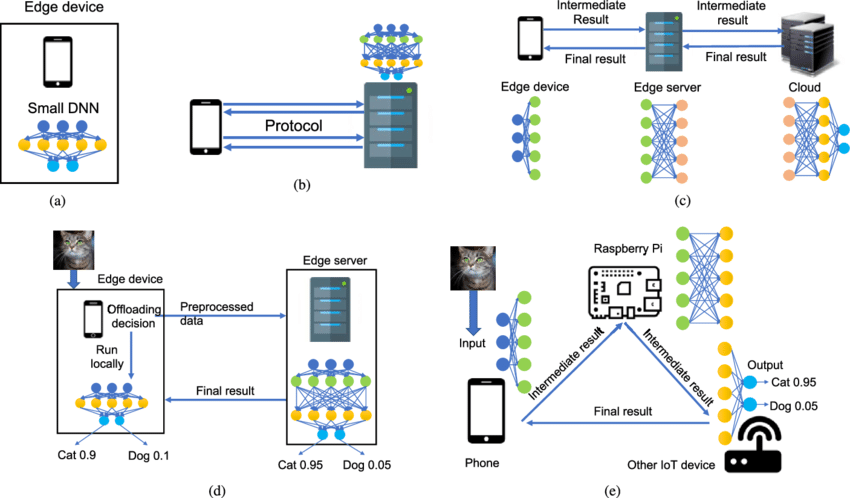 Edge device
Small DNN
(a)
Protocol
(b)
Intermediate
Result
Final result
Intermediate
result
Final result
Edge device
Edge server
Cloud
(c)
Edge device
Offloading
decision
Run
locally
Cat 0.9
Dog 0.1
Preprocessed
data
Final result
Edge server
Cat 0.95
Dog 0.05
(d)
Input
Phone
Intermediate result
Raspberry Pi
Intermediate result
Final result
Output
Cat 0.95
Dog 0.05
Other IoT device
(e)